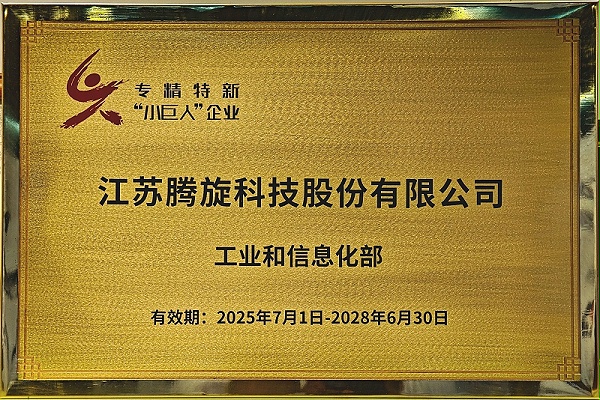 专精特新
“小巨人”企业
江苏腾旋科技股份有限公司
工业和信息化部
有效期：2025年7月1日-2028年6月30日